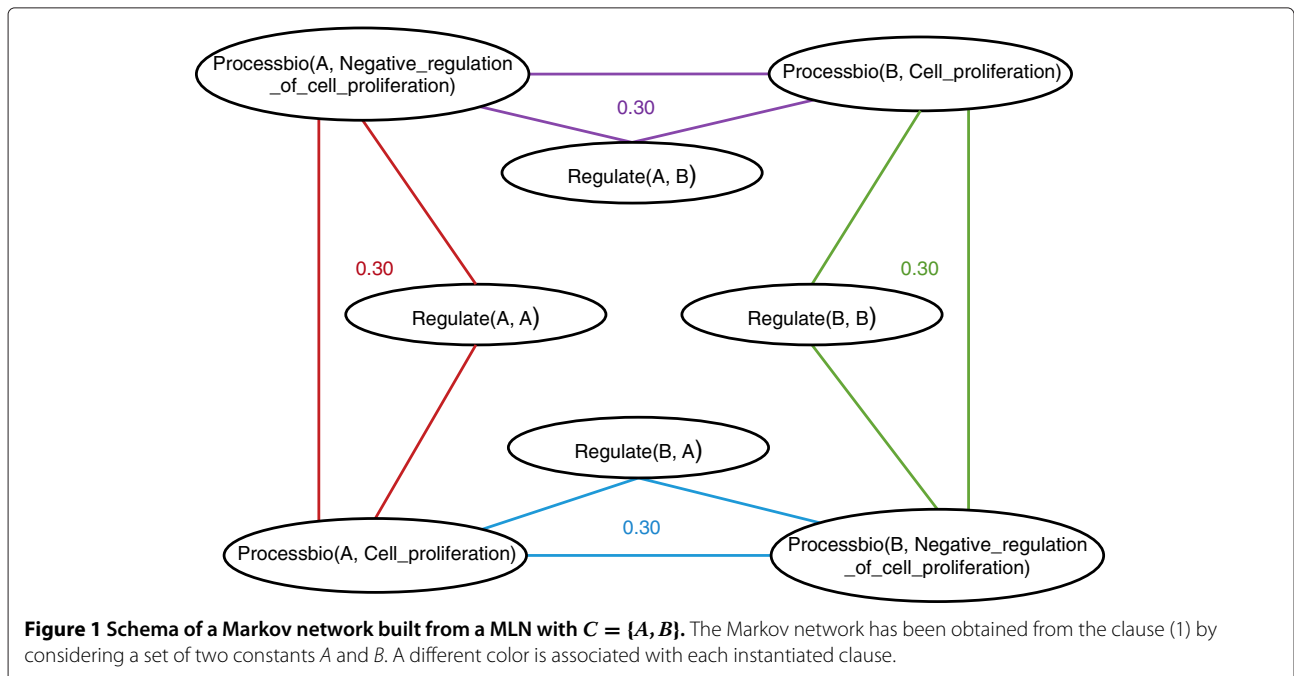 Processbio(A, Negative_regulation
_of_cell_proliferation)
Processbio(B, Cell_proliferation)
0.30
Regulate(A, B)
0.30
0.30
Regulate(A, A)
Regulate(B, B)
Regulate(B, A)
0.30
Processbio(A, Cell_proliferation)
Processbio(B, Negative_regulation
_of_cell_proliferation)
Figure 1 Schema of a Markov network built from a MLN with C = {A, B}. The Markov network has been obtained from the clause (1) by
considering a set of two constants A and B. A different color is associated with each instantiated clause.